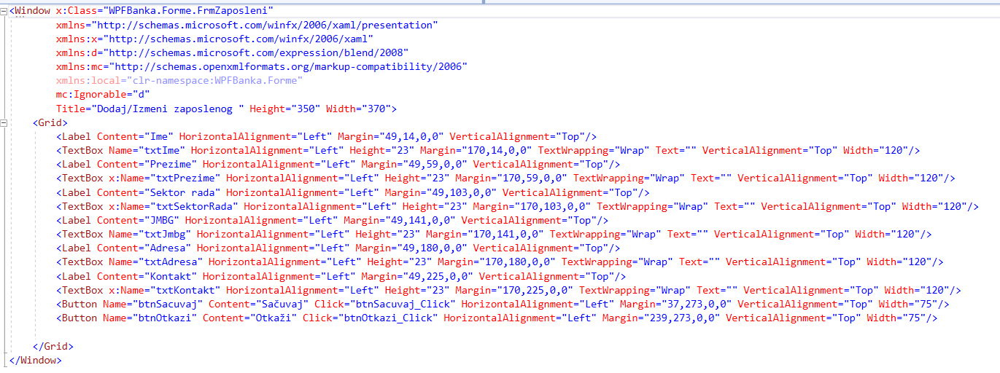 <Window x:Class="WPFBanka.Forme.FrmZaposleni"
xmlns="http://schemas.microsoft.com/winfx/2006/xaml/presentation"
xmlns:x="http://schemas.microsoft.com/winfx/2006/xaml"
xmlns:d="http://schemas.microsoft.com/expression/blend/2008"
xmlns:mc="http://schemas.openxmlformats.org/markup-compatibility/2006"
xmlns:local="clr-namespace:WPFBanka.Forme"
mc:Ignorable="d"
Title="Dodaj/Izmeni zaposlenog " Height="350" Width="370">
<Grid>
<Label Content="Ime" HorizontalAlignment="Left" Margin="49,14,0,0" VerticalAlignment="Top"/>
<TextBox Name="txtIme" HorizontalAlignment="Left" Height="23" Margin="170,14,0,0" TextWrapping="Wrap" Text="" VerticalAlignment="Top" Width="120"/>
<Label Content="Prezime" HorizontalAlignment="Left" Margin="49,59,0,0" VerticalAlignment="Top"/>
<TextBox x:Name="txtPrezime" HorizontalAlignment="Left" Height="23" Margin="170,59,0,0" TextWrapping="Wrap" Text="" VerticalAlignment="Top" Width="120"/>
<Label Content="Sektor rada" HorizontalAlignment="Left" Margin="49,103,0,0" VerticalAlignment="Top"/>
<TextBox x:Name="txtSektorRada" HorizontalAlignment="Left" Height="23" Margin="170,103,0,0" TextWrapping="Wrap" Text="" VerticalAlignment="Top" Width="120"/>
<Label Content="JMBG" HorizontalAlignment="Left" Margin="49,141,0,0" VerticalAlignment="Top"/>
<TextBox Name="txtJmbg" HorizontalAlignment="Left" Height="23" Margin="170,141,0,0" TextWrapping="Wrap" Text="" VerticalAlignment="Top" Width="120"/>
<Label Content="Adresa" HorizontalAlignment="Left" Margin="49,180,0,0" VerticalAlignment="Top"/>
<TextBox Name="txtAdresa" HorizontalAlignment="Left" Height="23" Margin="170,180,0,0" TextWrapping="Wrap" Text="" VerticalAlignment="Top" Width="120"/>
<Label Content="Kontakt" HorizontalAlignment="Left" Margin="49,225,0,0" VerticalAlignment="Top"/>
<TextBox x:Name="txtKontakt" HorizontalAlignment="Left" Height="23" Margin="170,225,0,0" TextWrapping="Wrap" Text="" VerticalAlignment="Top" Width="120"/>
<Button Name="btnSacuvaj" Content="Sačuvaj" Click="btnSacuvaj_Click" HorizontalAlignment="Left" Margin="37,273,0,0" VerticalAlignment="Top" Width="75"/>
<Button Name="btnOtkazi" Content="Otkaži" Click="btnOtkazi_Click" HorizontalAlignment="Left" Margin="239,273,0,0" VerticalAlignment="Top" Width="75"/>
</Grid>
</Window>